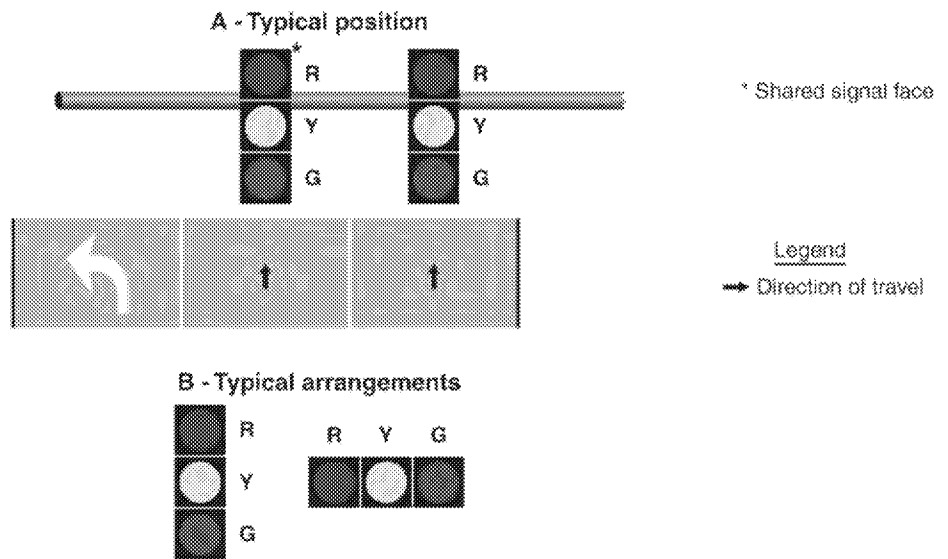 A - Typical position
*
R R
* Shared signal face
Y Y
G G
Legend
Direction of travel
B - Typical arrangements
R
R Y G
Y
G